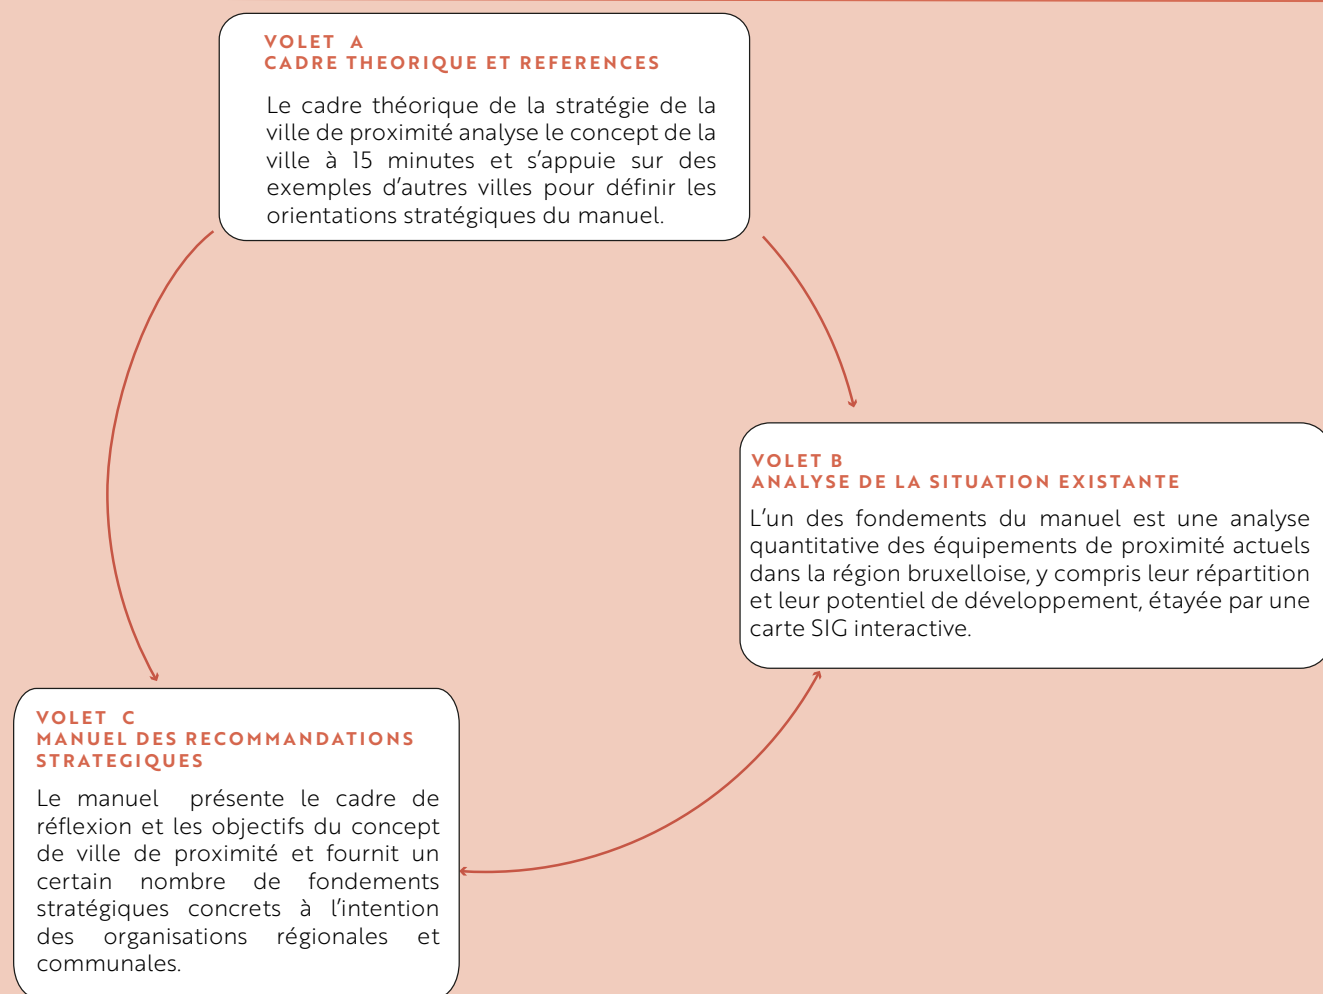 VOLET A
CADRE THEORIQUE ET REFERENCES
Le cadre théorique de la stratégie de la
ville de proximité analyse le concept de la
ville à 15 minutes et s’appuie sur des
exemples d’autres villes pour définir les
orientations stratégiques du manuel.
VOLET B
ANALYSE DE LA SITUATION EXISTANTE
L’un des fondements du manuel est une analyse
quantitative des équipements de proximité actuels
dans la région bruxelloise, y compris leur répartition
et leur potentiel de développement, étayée par une
carte SIG interactive.
VOLET C
MANUEL DES RECOMMANDATIONS
STRATEGIQUES
Le manuel présente le cadre de
réflexion et les objectifs du concept
de ville de proximité et fournit un
certain nombre de fondements
stratégiques concrets à l’intention
des organisations régionales et
communales.